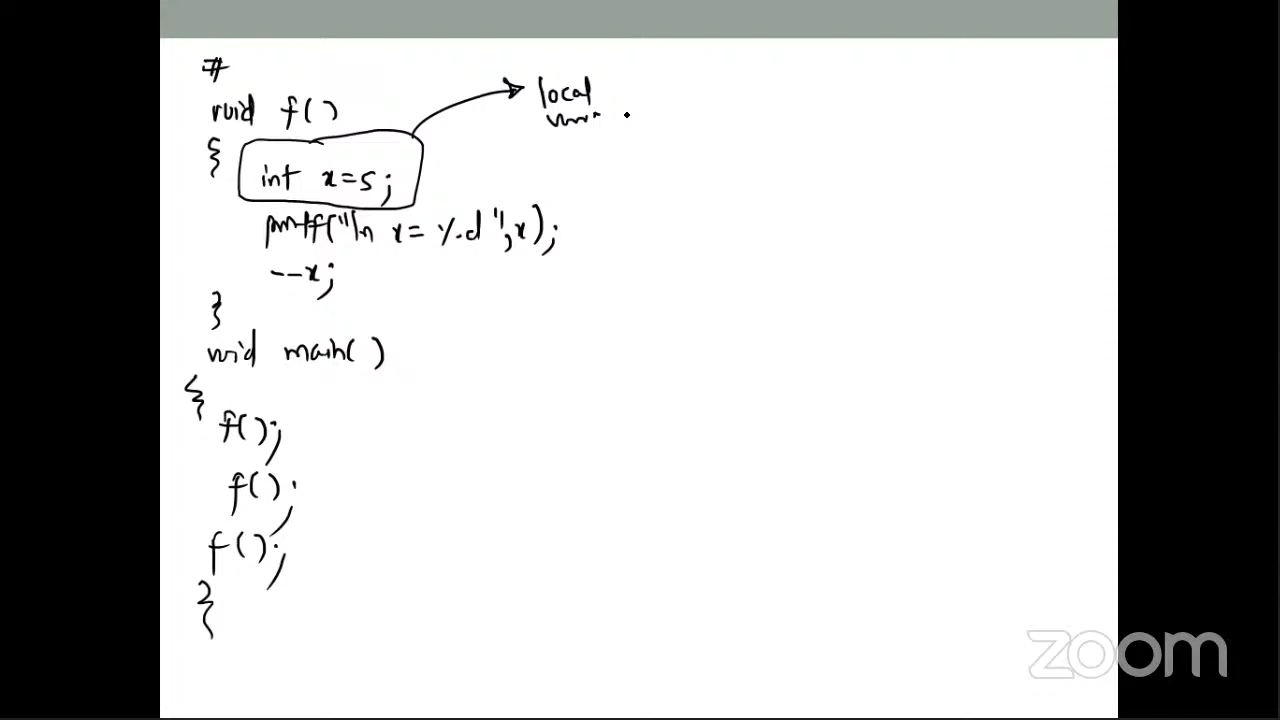 #
void f()
{
int x=5;
printf("\n x= %d ",x);
--x;
}
void main()
{
f();
f();
f();
}
local
zoom